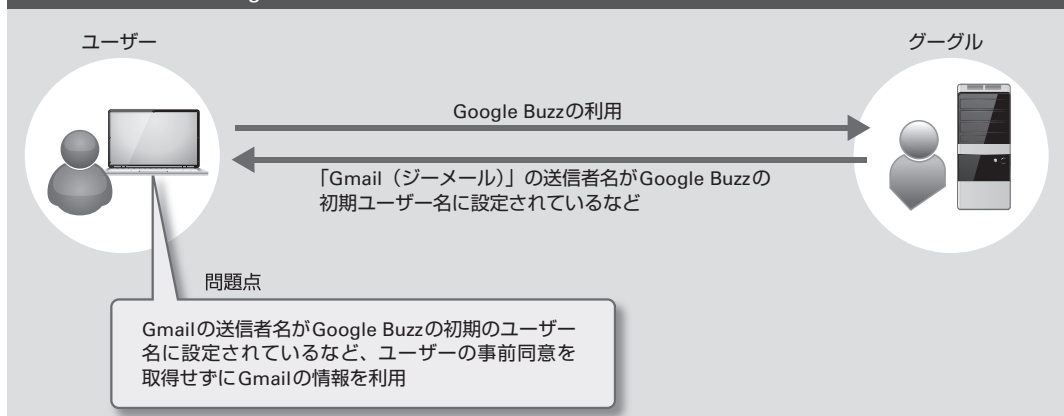 ユーザー
グーグル
Google Buzzの利用
「Gmail（ジーメール）」の送信者名がGoogle Buzzの
初期ユーザー名に設定されているなど
問題点
Gmailの送信者名がGoogle Buzzの初期のユーザー
名に設定されているなど、ユーザーの事前同意を
取得せずにGmailの情報を利用